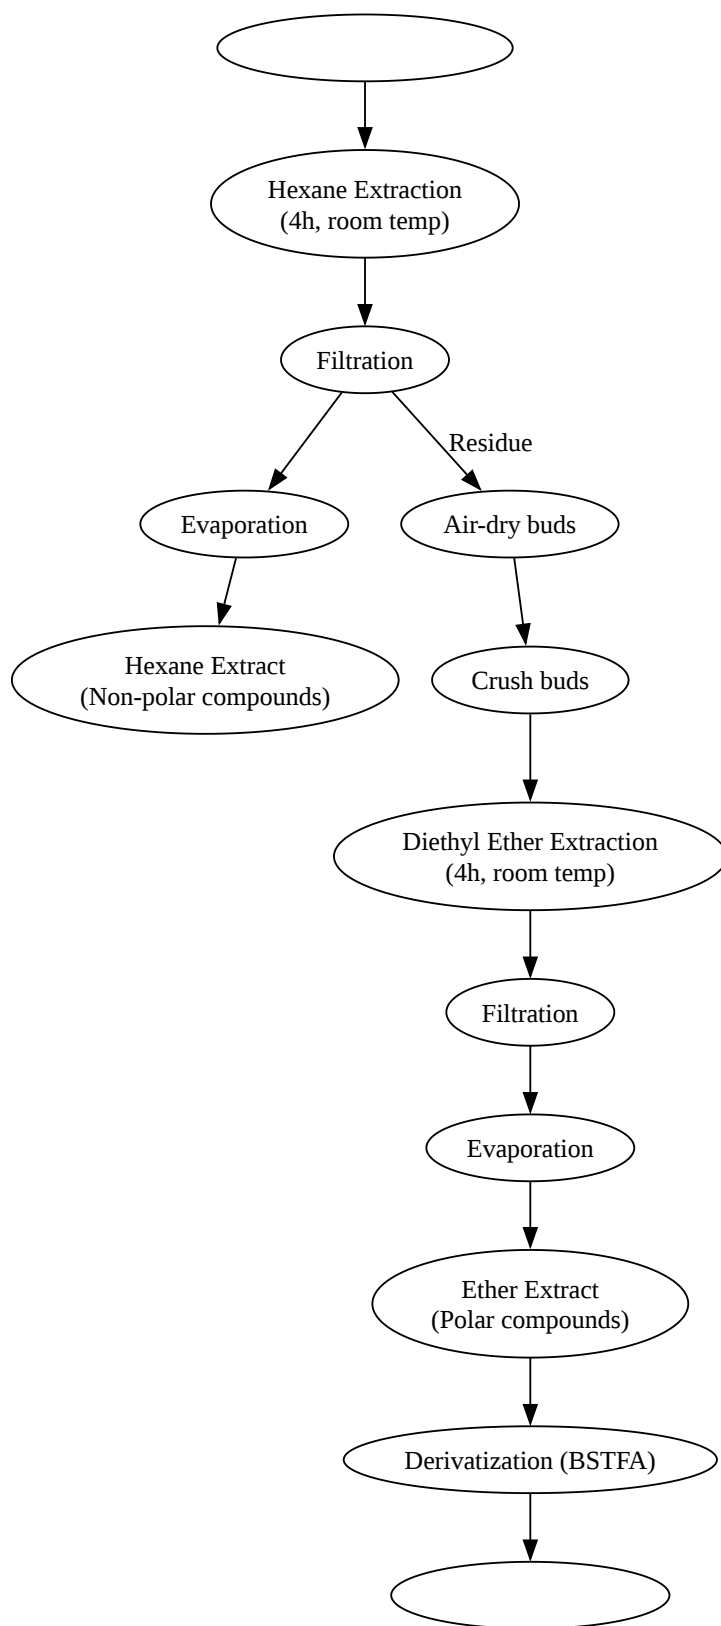 Hexane Extraction
(4h, room temp)
Filtration
Residue
Evaporation
Air-dry buds
Hexane Extract
(Non-polar compounds)
Crush buds
Diethyl Ether Extraction
(4h, room temp)
Filtration
Evaporation
Ether Extract
(Polar compounds)
Derivatization (BSTFA)